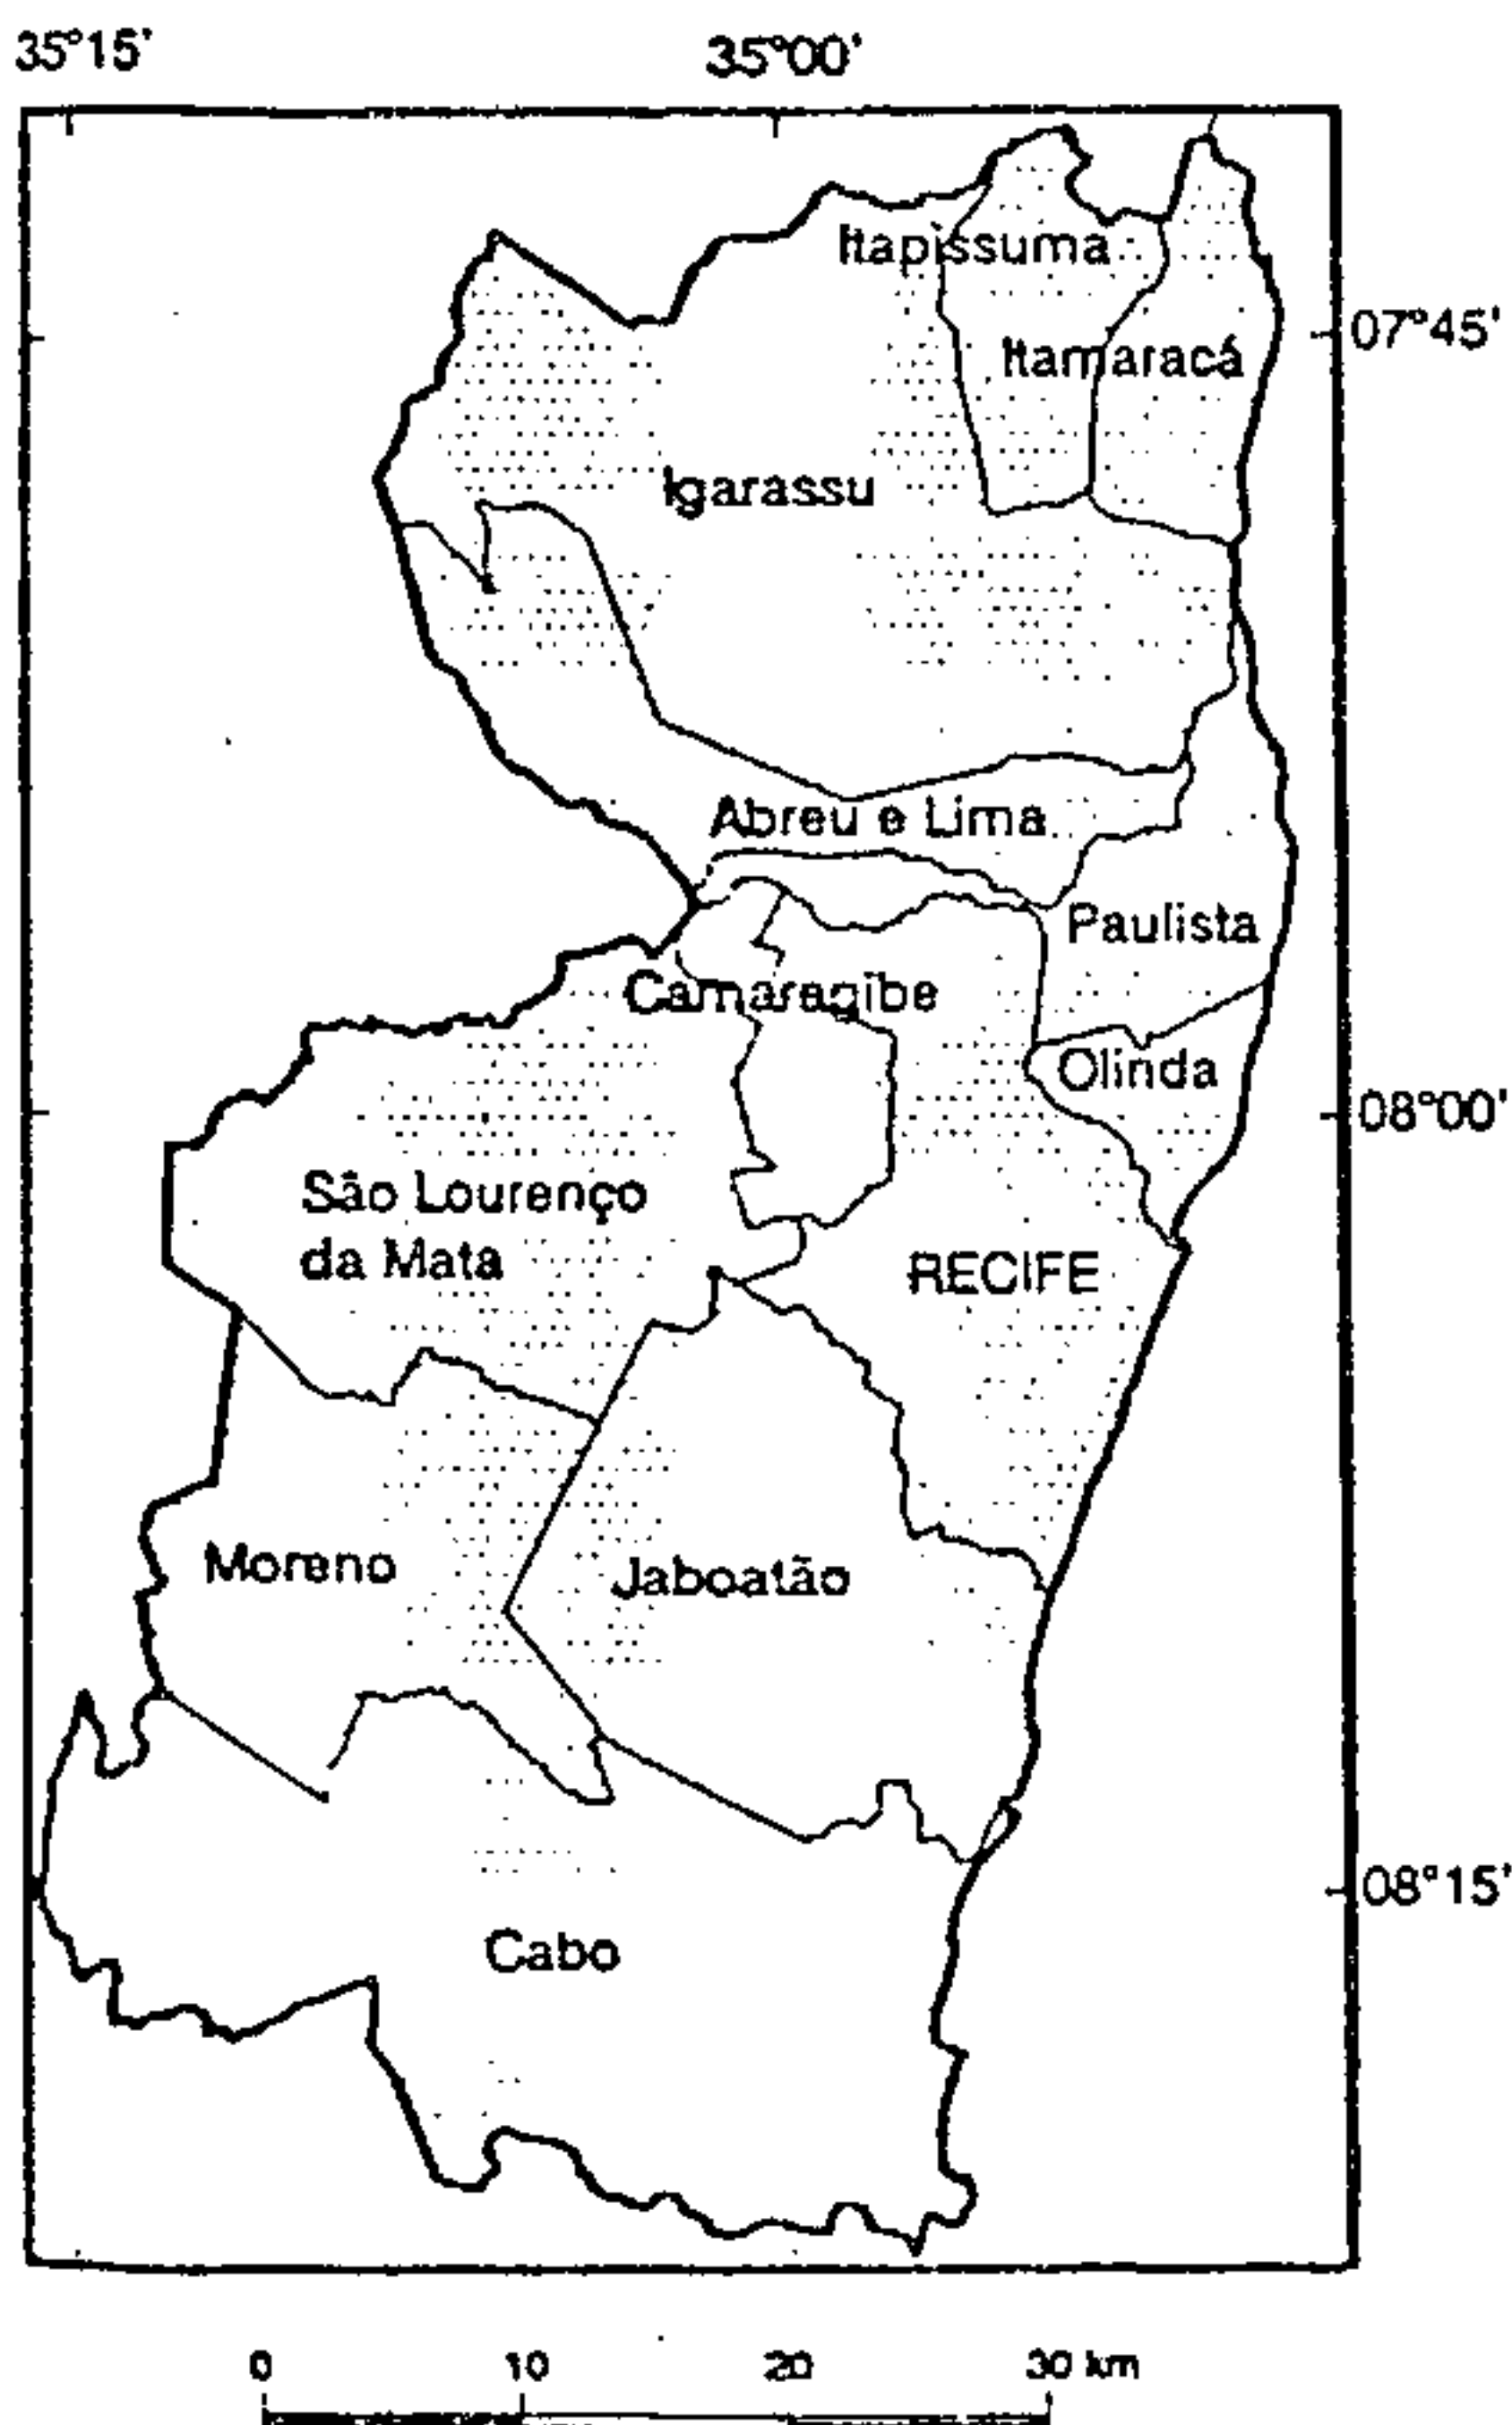 35°15'
35°00'
Itapissuma
07°45'
Itamaracá
Igarassu
Abreu e Lima
Paulista
Camaragibe
Olinda
08°00'
São Lourenço
da Mata
RECIFE
Moreno
Jaboatão
08°15'
Cabo
0 10 20 30 km